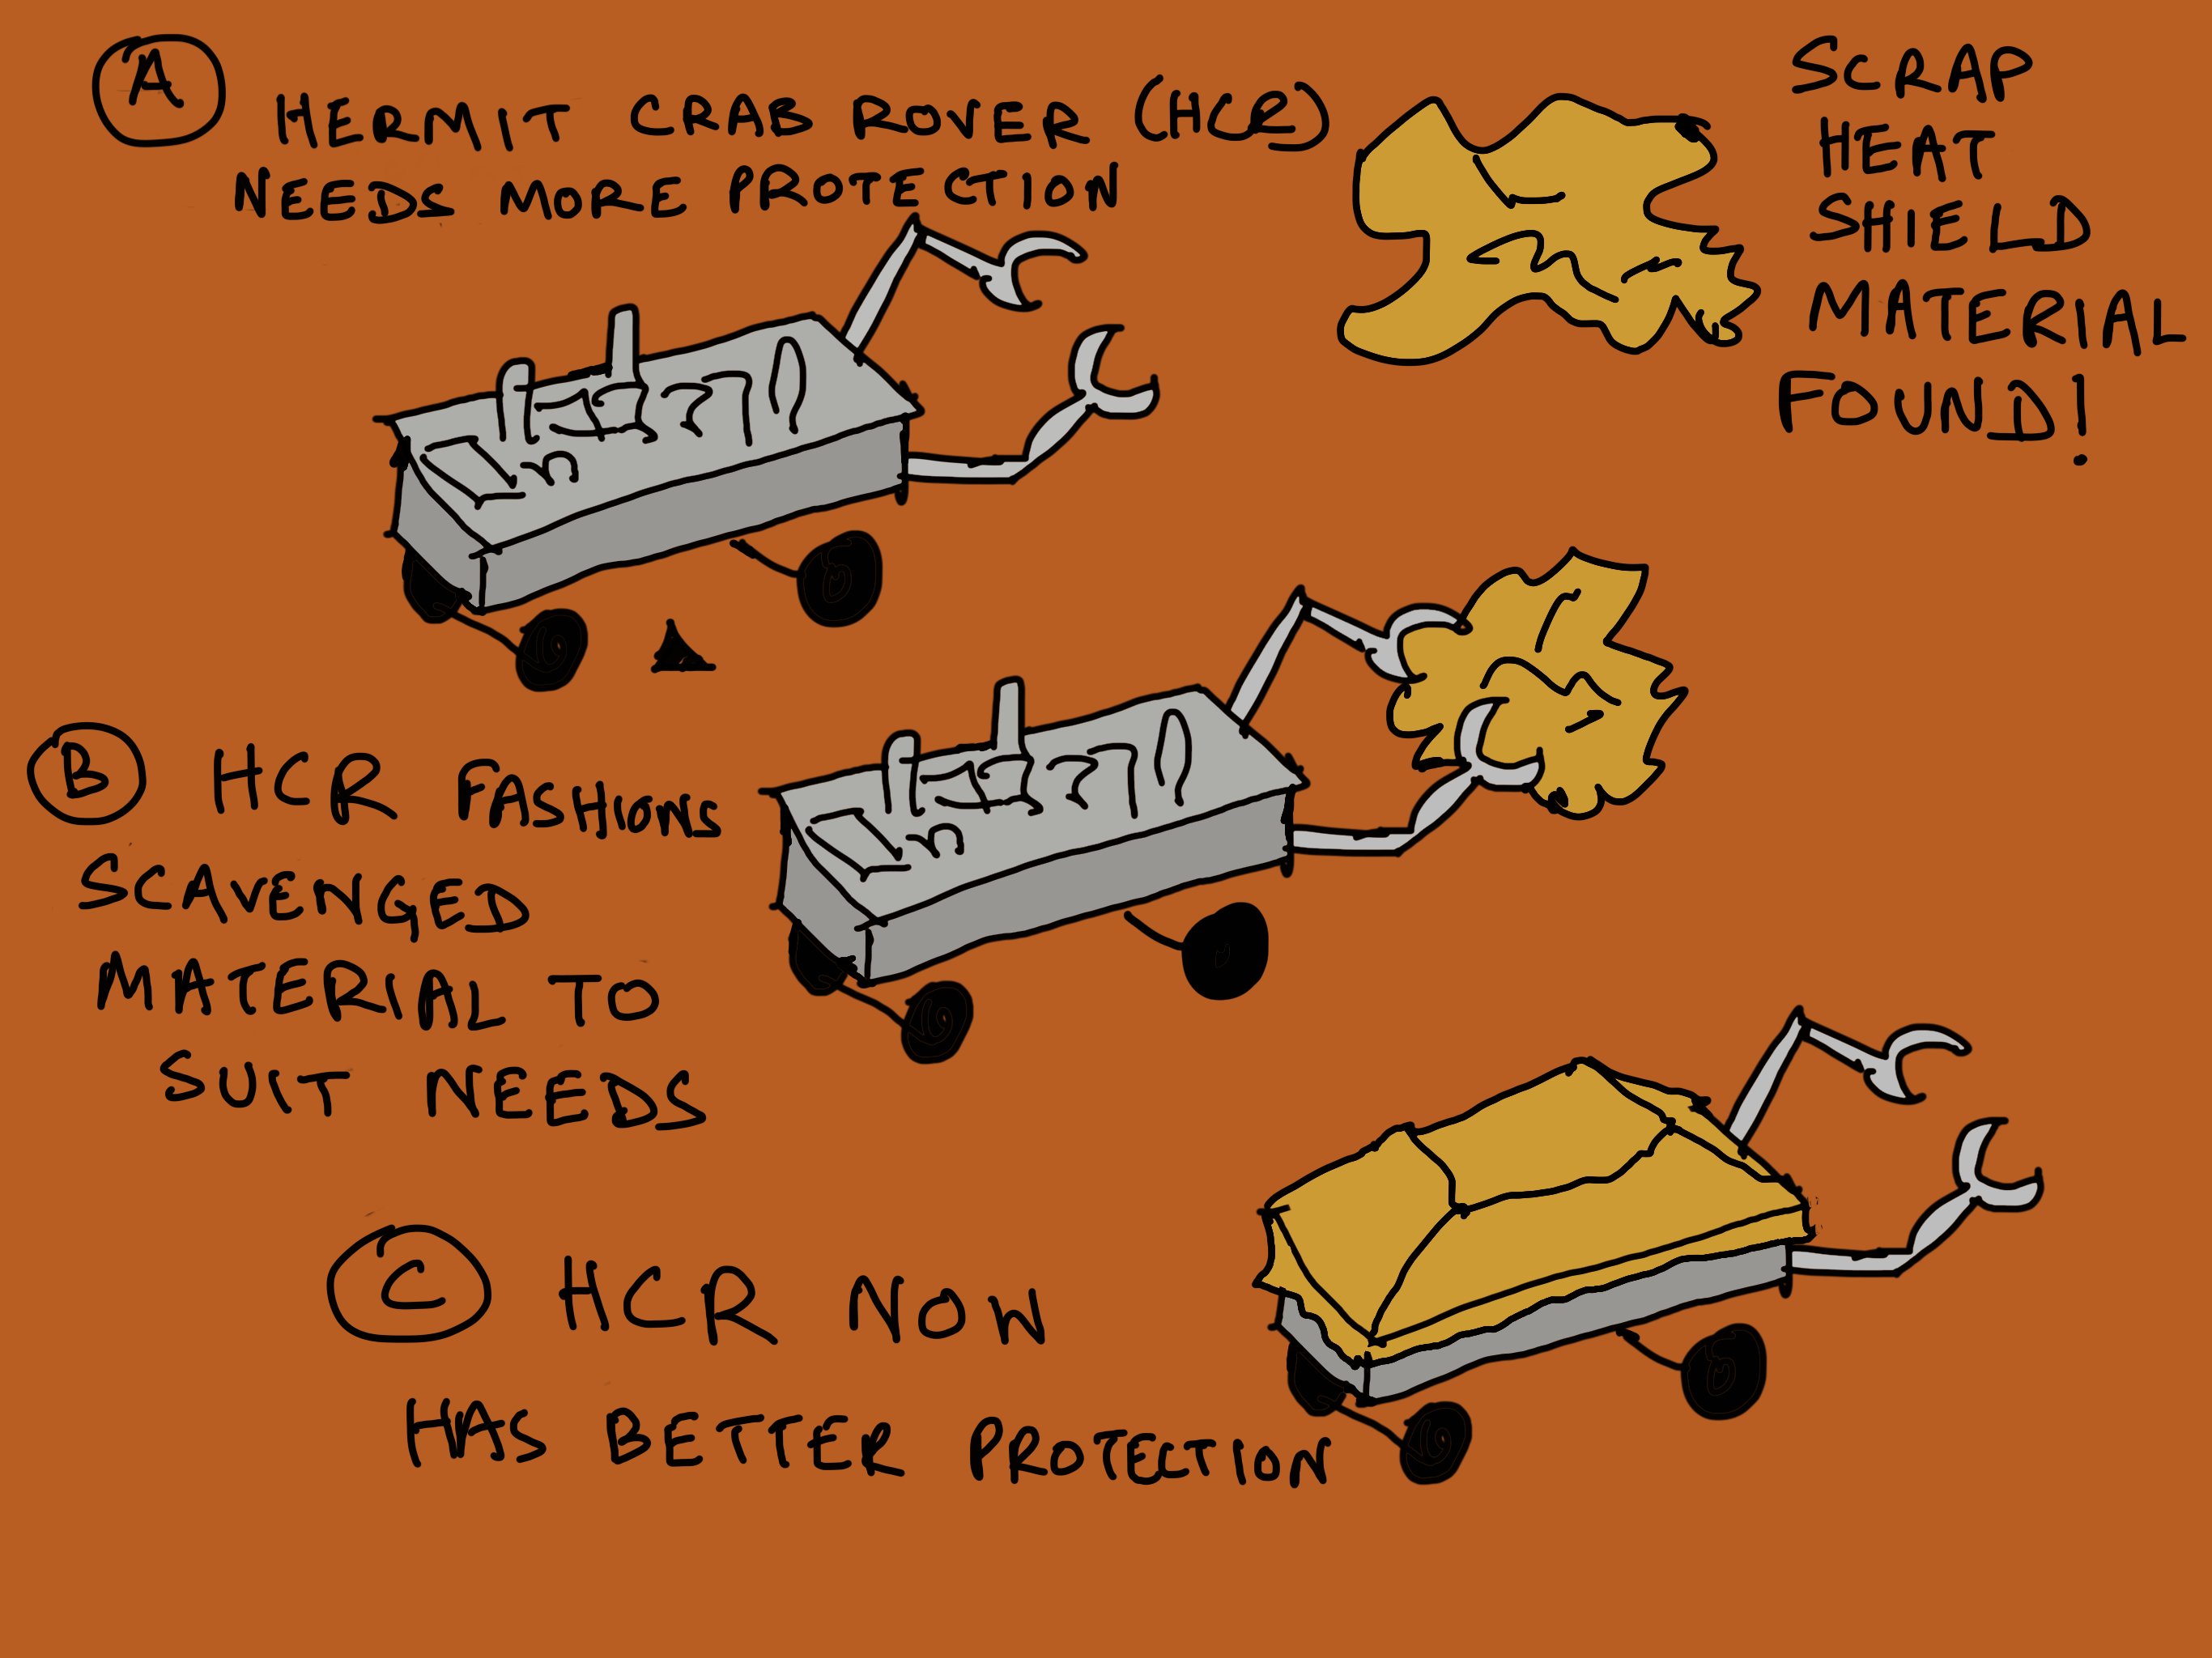 A
HERMIT CRAB ROVER (HCR)
NEEDS MORE PROTECTION
SCRAP
HEAT
SHIELD
MATERIAL
FOUND!
B
HCR FASHIONS
SCAVENGED
MATERIAL TO
SUIT NEEDS
C
HCR NOW
HAS BETTER PROTECTION